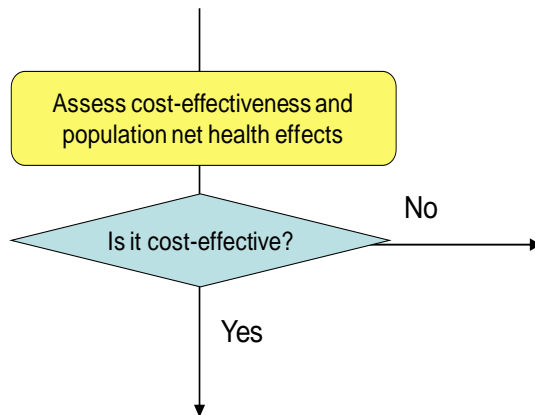 Assess cost-effectiveness and
population net health effects
No
Is it cost-effective?
Yes